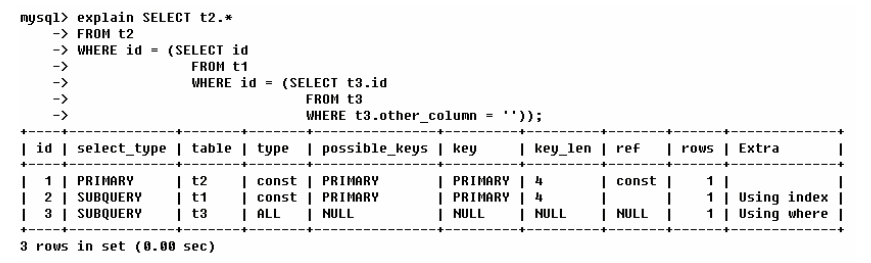 mysql> explain SELECT t2.*
    -> FROM t2
    -> WHERE id = (SELECT id
    ->             FROM t1
    ->             WHERE id = (SELECT t3.id
    ->                         FROM t3
    ->                         WHERE t3.other_column = ''));
+----+-------------+-------+-------+---------------+---------+---------+-------+------+-------------+
| id | select_type | table | type  | possible_keys | key     | key_len | ref   | rows | Extra       |
+----+-------------+-------+-------+---------------+---------+---------+-------+------+-------------+
|  1 | PRIMARY     | t2    | const | PRIMARY       | PRIMARY | 4       | const |    1 |             |
|  2 | SUBQUERY    | t1    | const | PRIMARY       | PRIMARY | 4       |       |    1 | Using index |
|  3 | SUBQUERY    | t3    | ALL   | NULL          | NULL    | NULL    | NULL  |    1 | Using where |
+----+-------------+-------+-------+---------------+---------+---------+-------+------+-------------+
3 rows in set (0.00 sec)